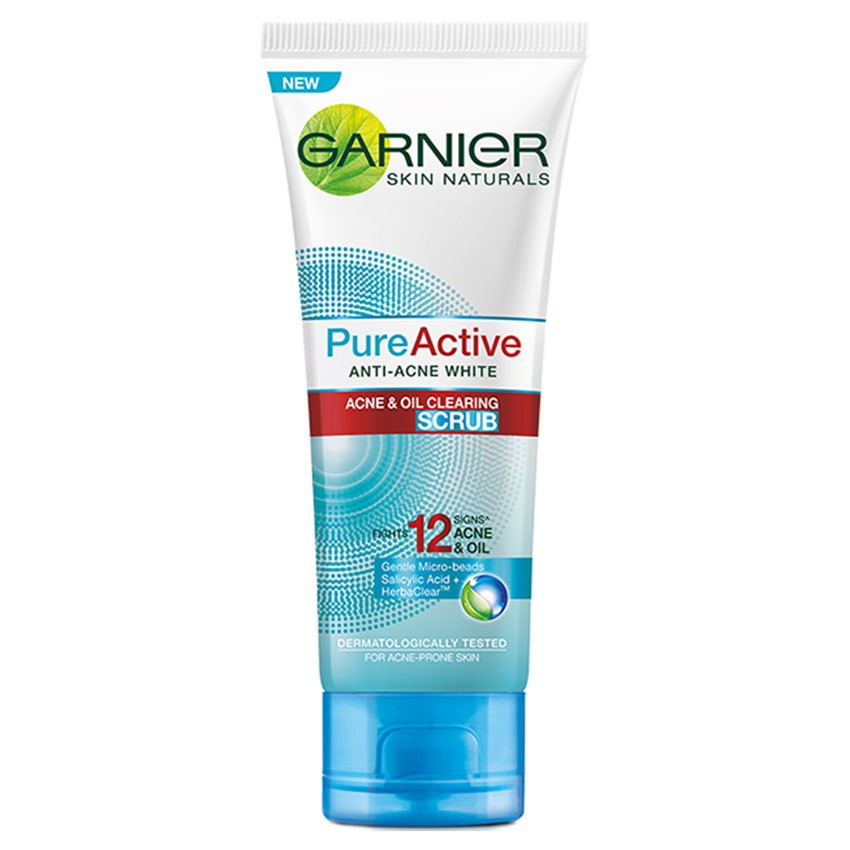 NEW
GARNIER
SKIN NATURALS
PureActive
ANTI-ACNE WHITE
ACNE & OIL CLEARING
SCRUB
FIGHTS 12 SIGNS^
ACNE
& OIL
Gentle Micro-beads
Salicylic Acid +
HerbaClear™
DERMATOLOGICALLY TESTED
FOR ACNE-PRONE SKIN